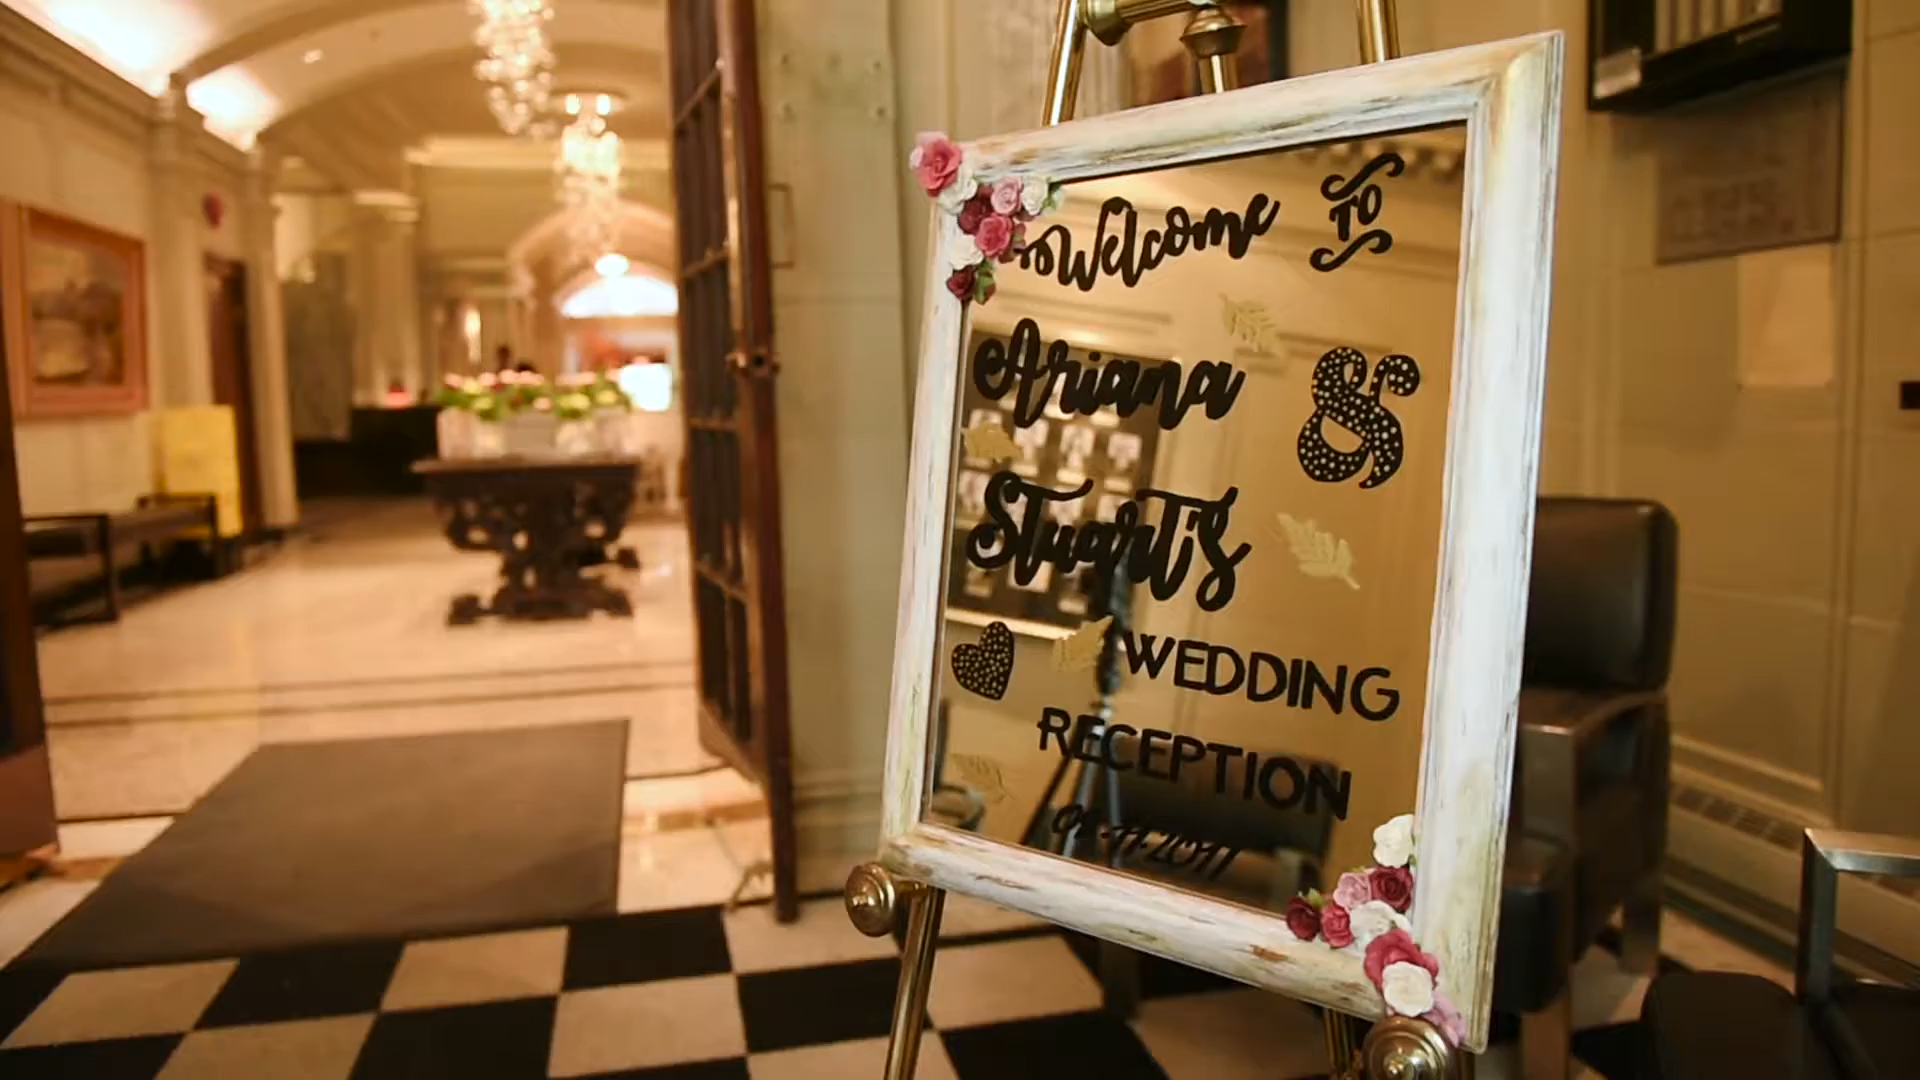 Welcome TO
Ariana &
Stuart's
WEDDING
RECEPTION